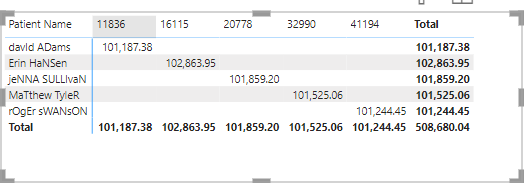 Patient Name 11836 16115 20778 32990 41194 Total
davId ADams 101,187.38 101,187.38
Erin HaNSen 102,863.95 102,863.95
jeNNA SULLIvaN 101,859.20 101,859.20
MaTthew TyleR 101,525.06 101,525.06
rOgEr sWANsON 101,244.45 101,244.45
Total 101,187.38 102,863.95 101,859.20 101,525.06 101,244.45 508,680.04